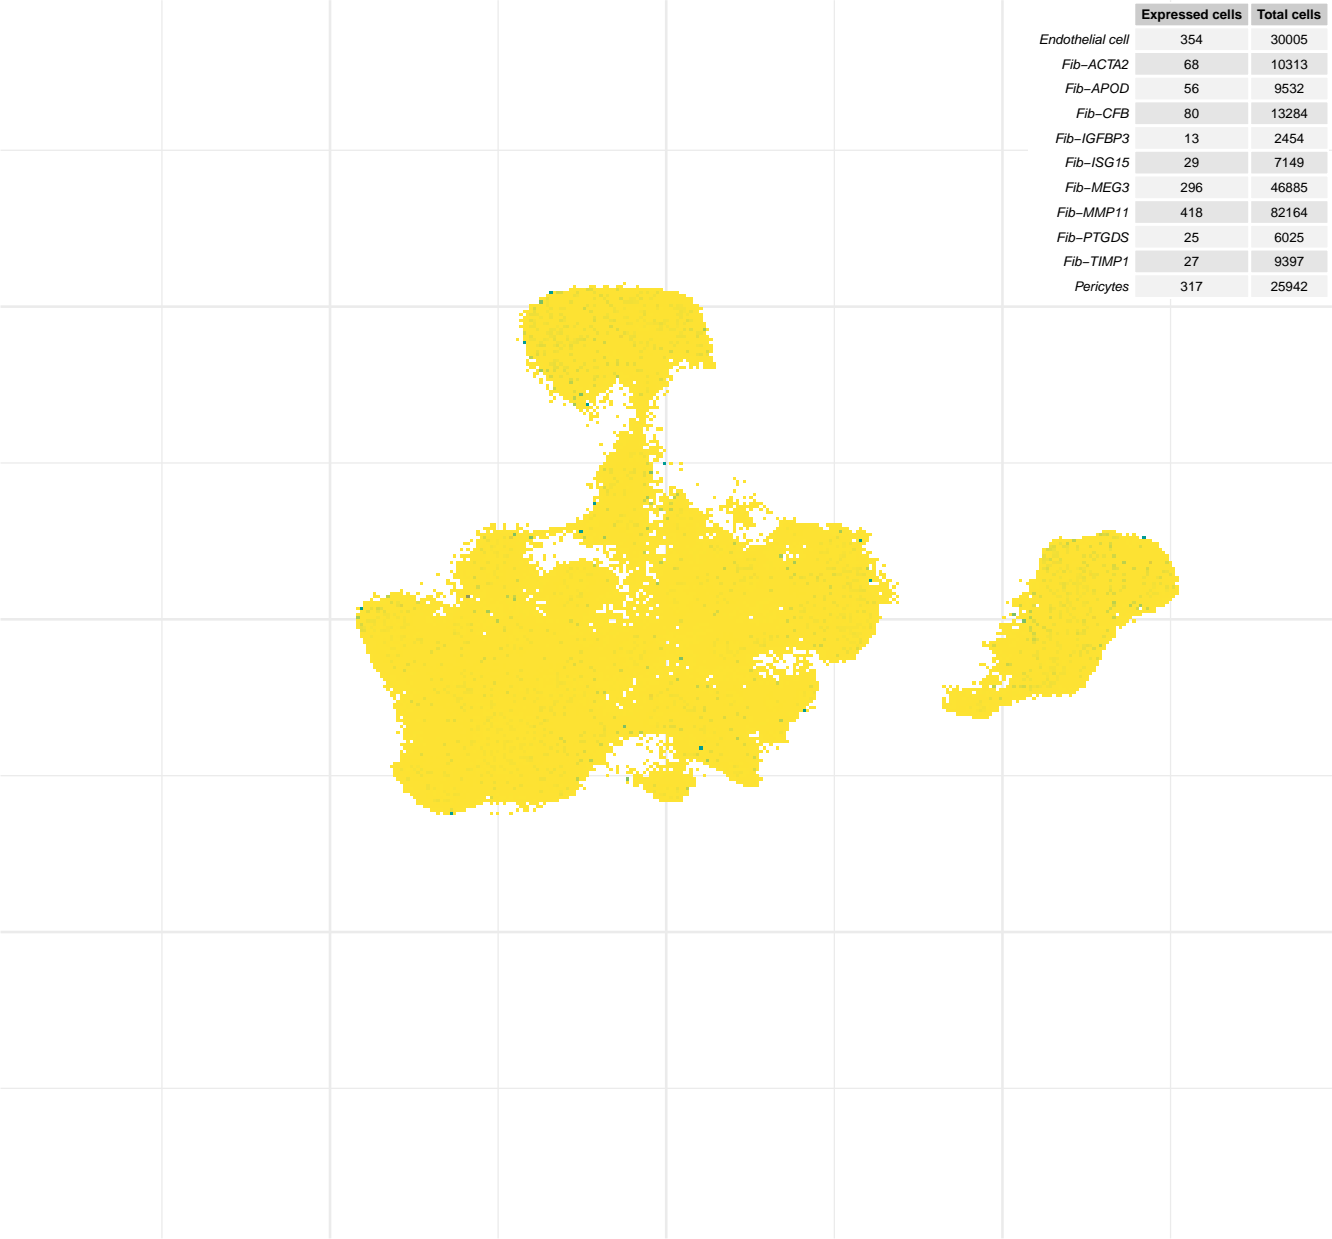 Expressed cells Total cells
Endothelial cell 354 30005
Fib−ACTA2 68 10313
Fib−APOD 56 9532
Fib−CFB 80 13284
Fib−IGFBP3 13 2454
Fib−ISG15 29 7149
Fib−MEG3 296 46885
Fib−MMP11 418 82164
Fib−PTGDS 25 6025
Fib−TIMP1 27 9397
Pericytes 317 25942